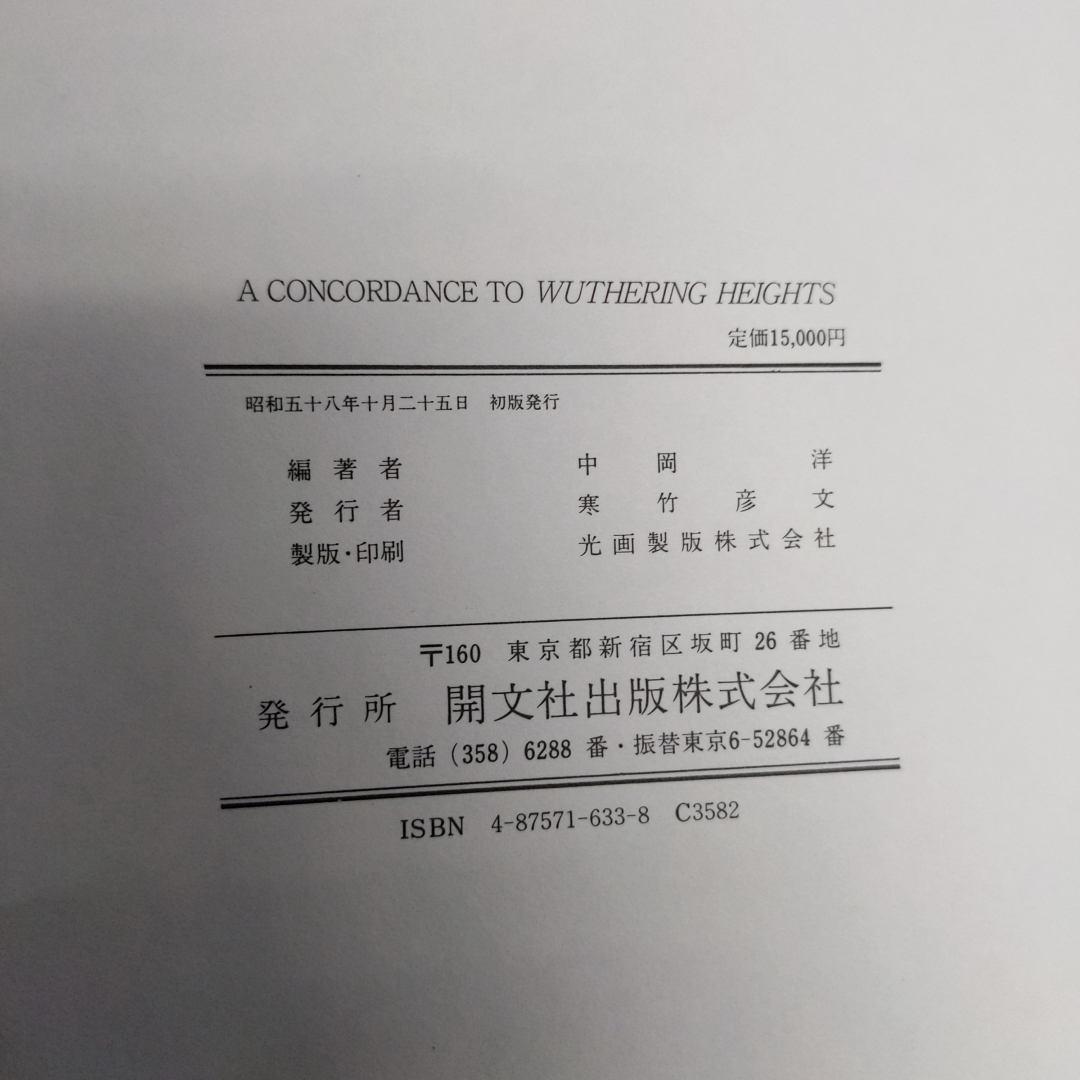 A CONCORDANCE TO WUTHERING HEIGHTS
定価15,000円
昭和五十八年十月二十五日 初版発行
編著者 中岡洋
発行者 寒竹彦文
製版・印刷 光画製版株式会社
〒160 東京都新宿区坂町 26 番地
発行所 開文社出版株式会社
電話 (358) 6288 番・振替東京6-52864 番
ISBN 4-87571-633-8 C3582